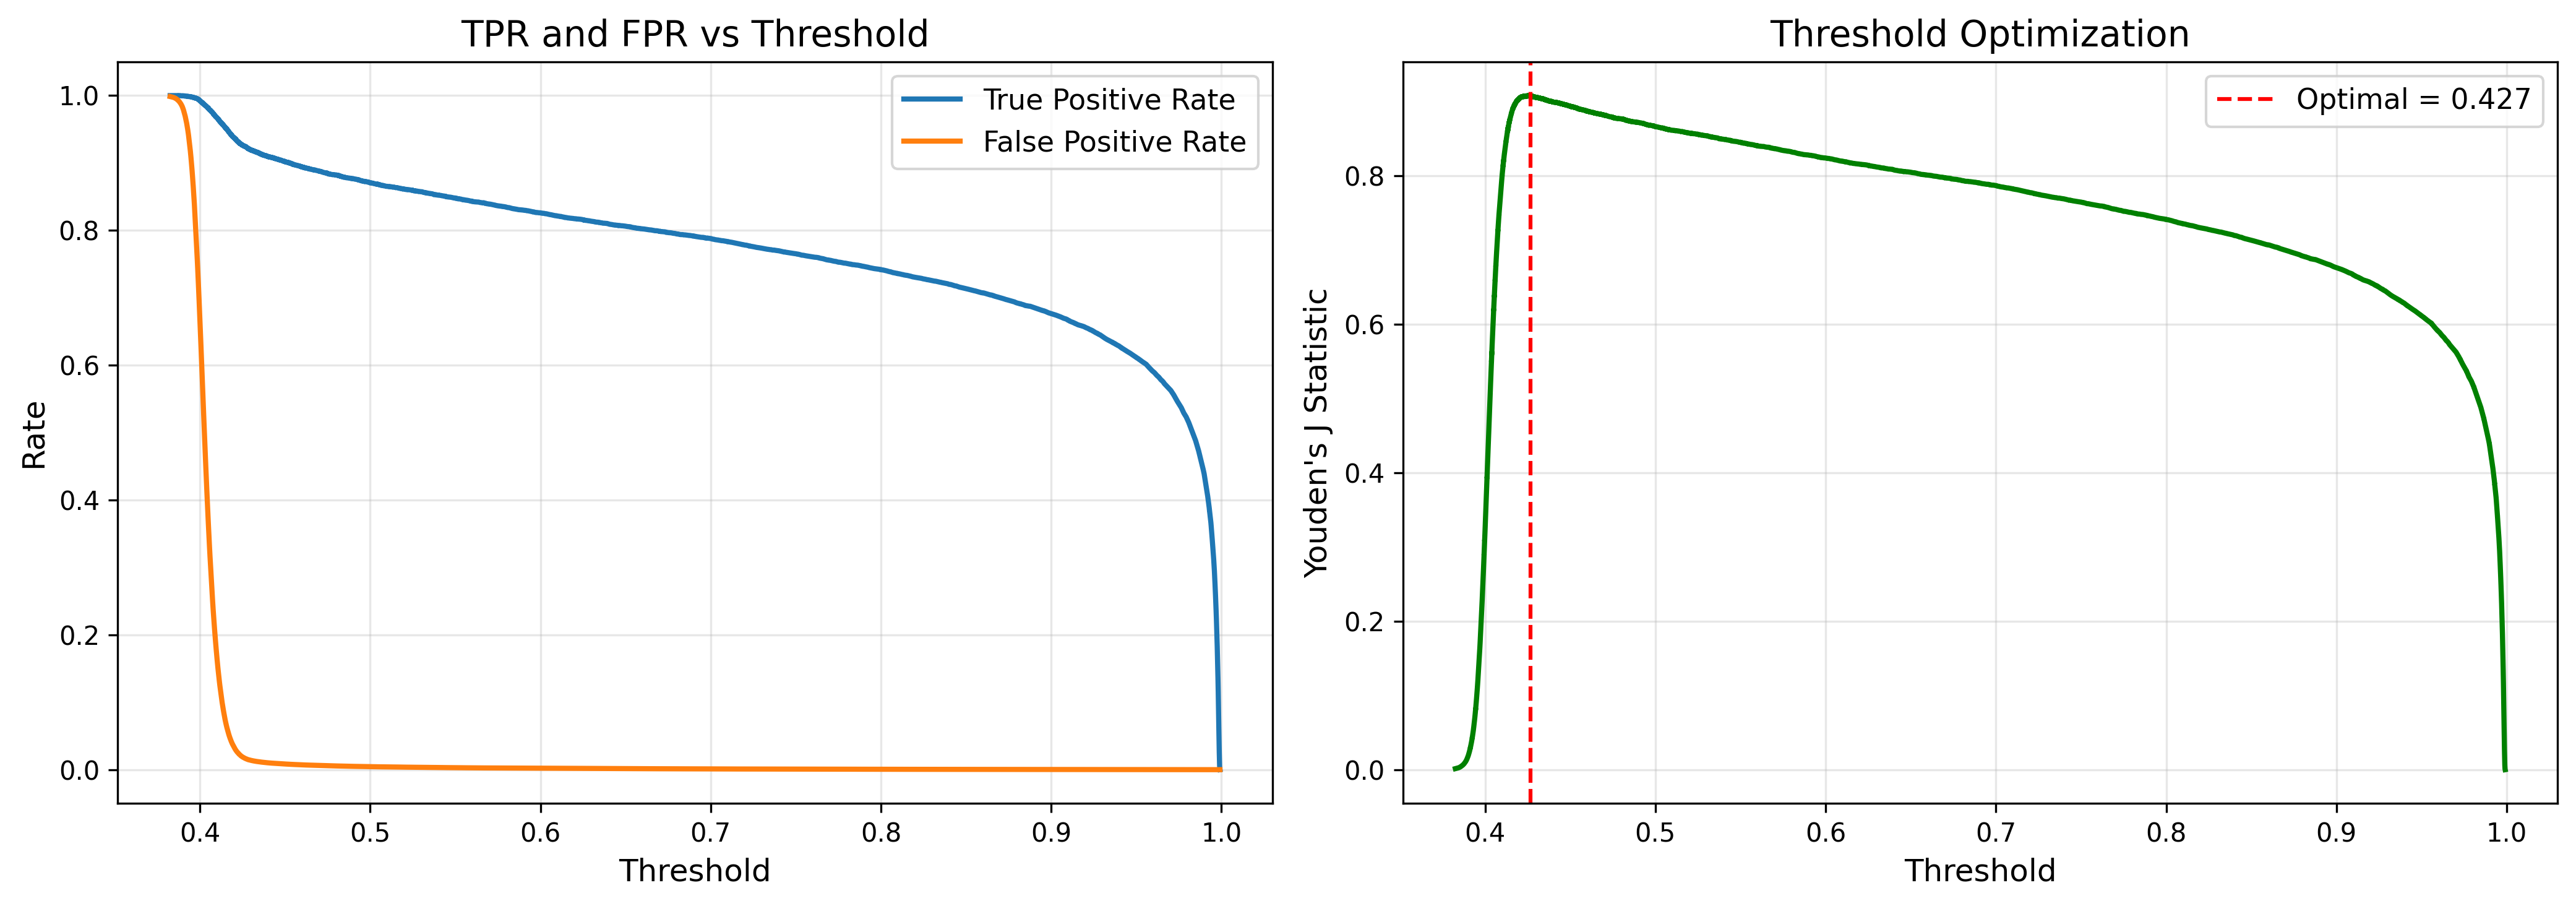 TPR and FPR vs Threshold
True Positive Rate
False Positive Rate
Rate
1.0
0.8
0.6
0.4
0.2
0.0
0.4 0.5 0.6 0.7 0.8 0.9 1.0
Threshold
Threshold Optimization
Optimal = 0.427
Youden's J Statistic
0.8
0.6
0.4
0.2
0.0
0.4 0.5 0.6 0.7 0.8 0.9 1.0
Threshold